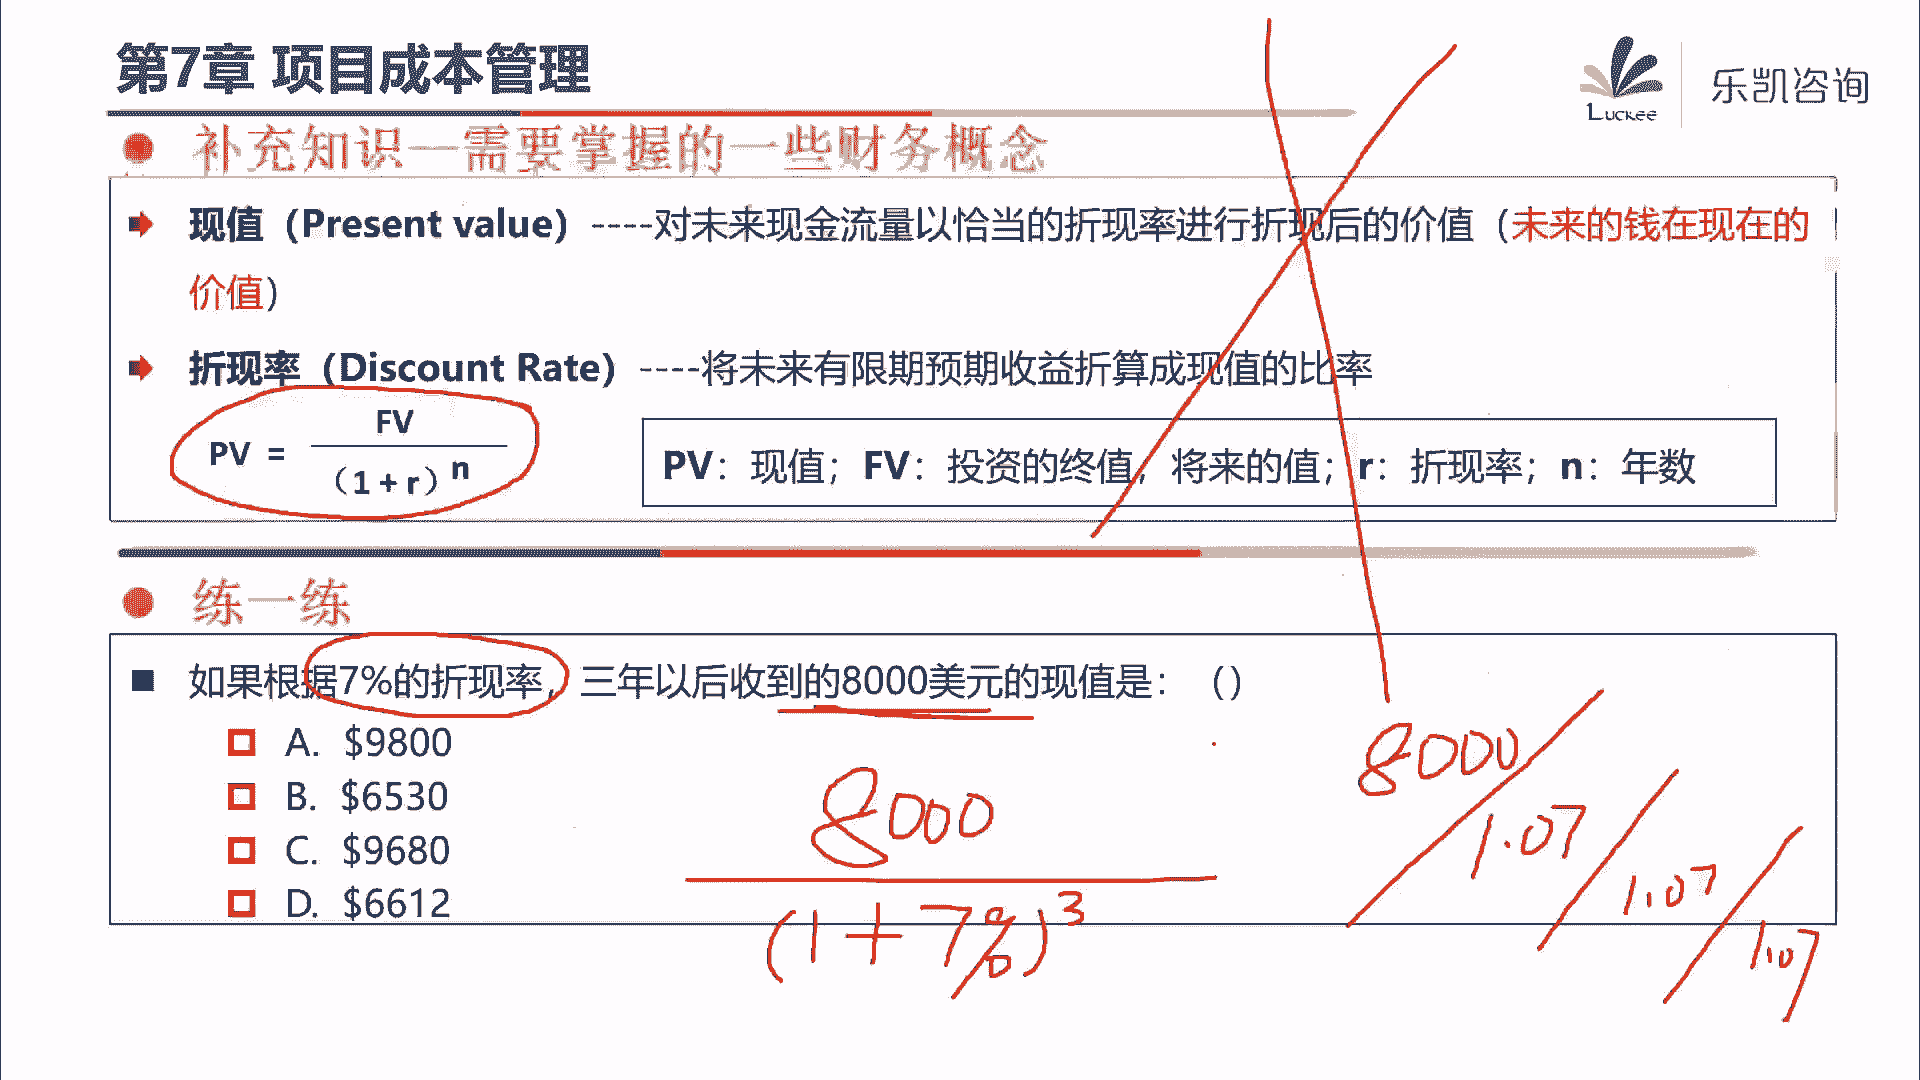 第7章 项目成本管理
Luckee
乐凯咨询
补充知识—需要掌握的一些财务概念
现值（Present value）----对未来现金流量以恰当的折现率进行折现后的价值（未来的钱在现在的
价值）
折现率（Discount Rate）----将未来有限期预期收益折算成现值的比率
PV = FV
（1 + r）n
PV：现值；FV：投资的终值，将来的值；r：折现率；n：年数
练一练
如果根据7%的折现率，三年以后收到的8000美元的现值是：（）
A. $9800
B. $6530
C. $9680
D. $6612
8000
(1+7%)3
8000/1.07/1.07/1.07